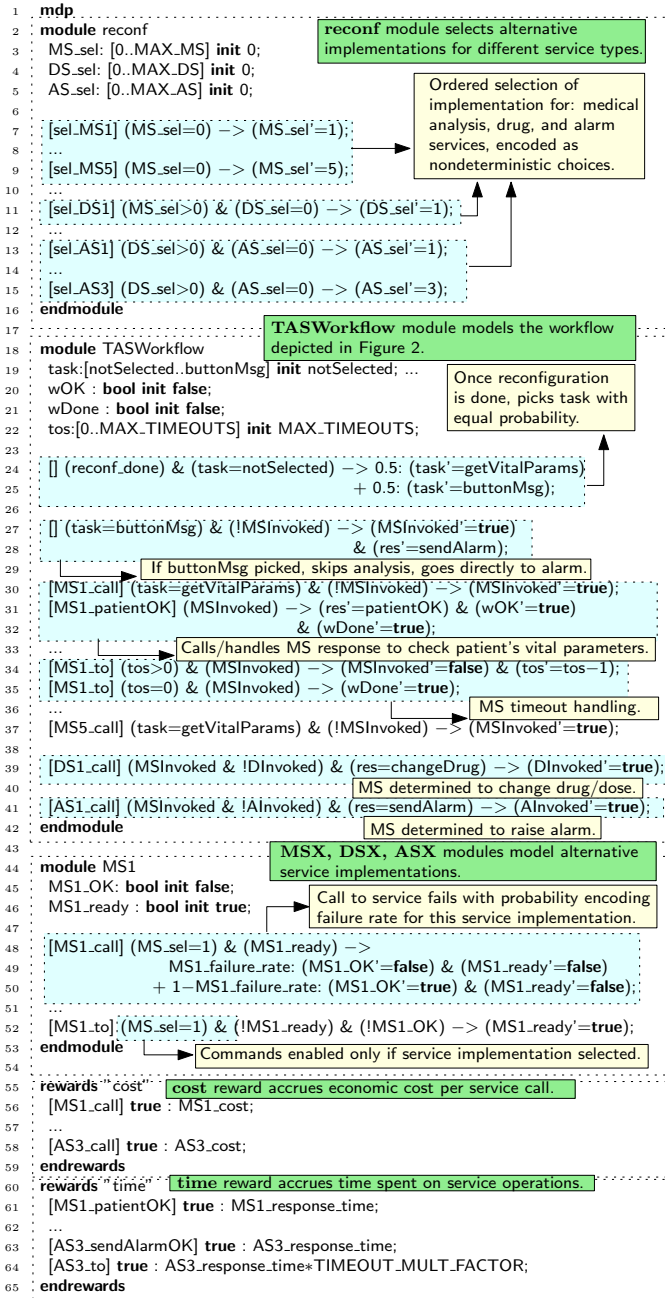 1 mdp
2 module reconf
reconf module selects alternative
implementations for different service types.
3 MS_sel: [0..MAX_MS] init 0;
4 DS_sel: [0..MAX_DS] init 0;
5 AS_sel: [0..MAX_AS] init 0;
Ordered selection of
implementation for: medical
analysis, drug, and alarm
services, encoded as
nondeterministic choices.
6
7 [sel_MS1] (MS_sel=0) −> (MS_sel'=1);
8 ...
9 [sel_MS5] (MS_sel=0) −> (MS_sel'=5);
10 ...
11 [sel_DS1] (MS_sel>0) & (DS_sel=0) −> (DS_sel'=1);
12 ...
13 [sel_AS1] (DS_sel>0) & (AS_sel=0) −> (AS_sel'=1);
14 ...
15 [sel_AS3] (DS_sel>0) & (AS_sel=0) −> (AS_sel'=3);
16 endmodule
17
TASWorkflow module models the workflow
depicted in Figure 2.
18 module TASWorkflow
19 task:[notSelected..buttonMsg] init notSelected; ...
20 wOK : bool init false;
21 wDone : bool init false;
22 tos:[0..MAX_TIMEOUTS] init MAX_TIMEOUTS;
Once reconfiguration
is done, picks task with
equal probability.
23
24 [] (reconf_done) & (task=notSelected) −> 0.5: (task'=getVitalParams)
25 + 0.5: (task'=buttonMsg);
26
27 [] (task=buttonMsg) & (!MSInvoked) −> (MSInvoked'=true)
28 & (res'=sendAlarm);
29
If buttonMsg picked, skips analysis, goes directly to alarm.
30 [MS1_call] (task=getVitalParams) & (!MSInvoked) −> (MSInvoked'=true);
31 [MS1_patientOK] (MSInvoked) −> (res'=patientOK) & (wOK'=true)
32 & (wDone'=true);
33 ...
Calls/handles MS response to check patient's vital parameters.
34 [MS1_to] (tos>0) & (MSInvoked) −> (MSInvoked'=false) & (tos'=tos−1);
35 [MS1_to] (tos=0) & (MSInvoked) −> (wDone'=true);
36 ...
MS timeout handling.
37 [MS5_call] (task=getVitalParams) & (!MSInvoked) −> (MSInvoked'=true);
38
39 [DS1_call] (MSInvoked & !DInvoked) & (res=changeDrug) −> (DInvoked'=true);
40
MS determined to change drug/dose.
41 [AS1_call] (MSInvoked & !AInvoked) & (res=sendAlarm) −> (AInvoked'=true);
42 endmodule
MS determined to raise alarm.
43
MSX, DSX, ASX modules model alternative
service implementations.
44 module MS1
45 MS1_OK: bool init false;
46 MS1_ready : bool init true;
Call to service fails with probability encoding
failure rate for this service implementation.
47
48 [MS1_call] (MS_sel=1) & (MS1_ready) −>
49 MS1_failure_rate: (MS1_OK'=false) & (MS1_ready'=false)
50 + 1−MS1_failure_rate: (MS1_OK'=true) & (MS1_ready'=false);
51 ...
52 [MS1_to] (MS_sel=1) & (!MS1_ready) & (!MS1_OK) −> (MS1_ready'=true);
53 endmodule
Commands enabled only if service implementation selected.
54
55 rewards "cost"
cost reward accrues economic cost per service call.
56 [MS1_call] true : MS1_cost;
57 ...
58 [AS3_call] true : AS3_cost;
59 endrewards
60 rewards "time"
time reward accrues time spent on service operations.
61 [MS1_patientOK] true : MS1_response_time;
62 ...
63 [AS3_sendAlarmOK] true : AS3_response_time;
64 [AS3_to] true : AS3_response_time∗TIMEOUT_MULT_FACTOR;
65 endrewards